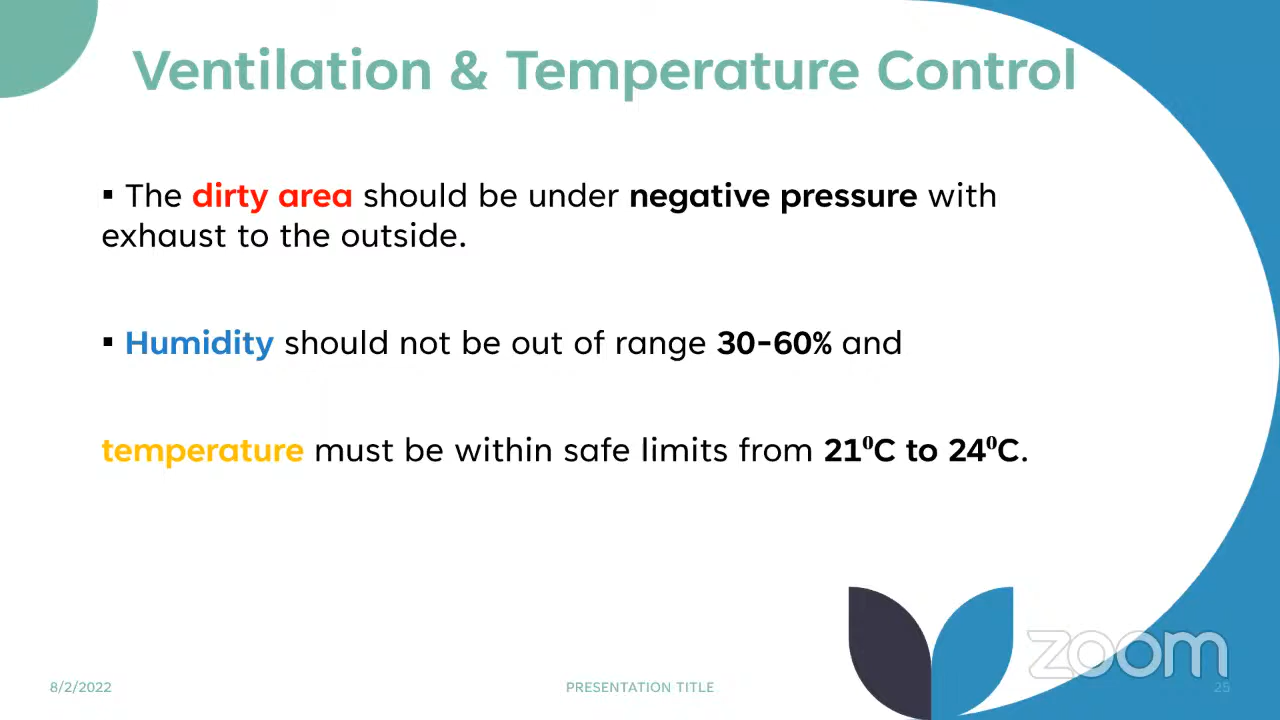 Ventilation & Temperature Control
▪ The dirty area should be under negative pressure with
exhaust to the outside.
▪ Humidity should not be out of range 30-60% and
temperature must be within safe limits from 21⁰C to 24⁰C.
zoom
8/2/2022
PRESENTATION TITLE
25